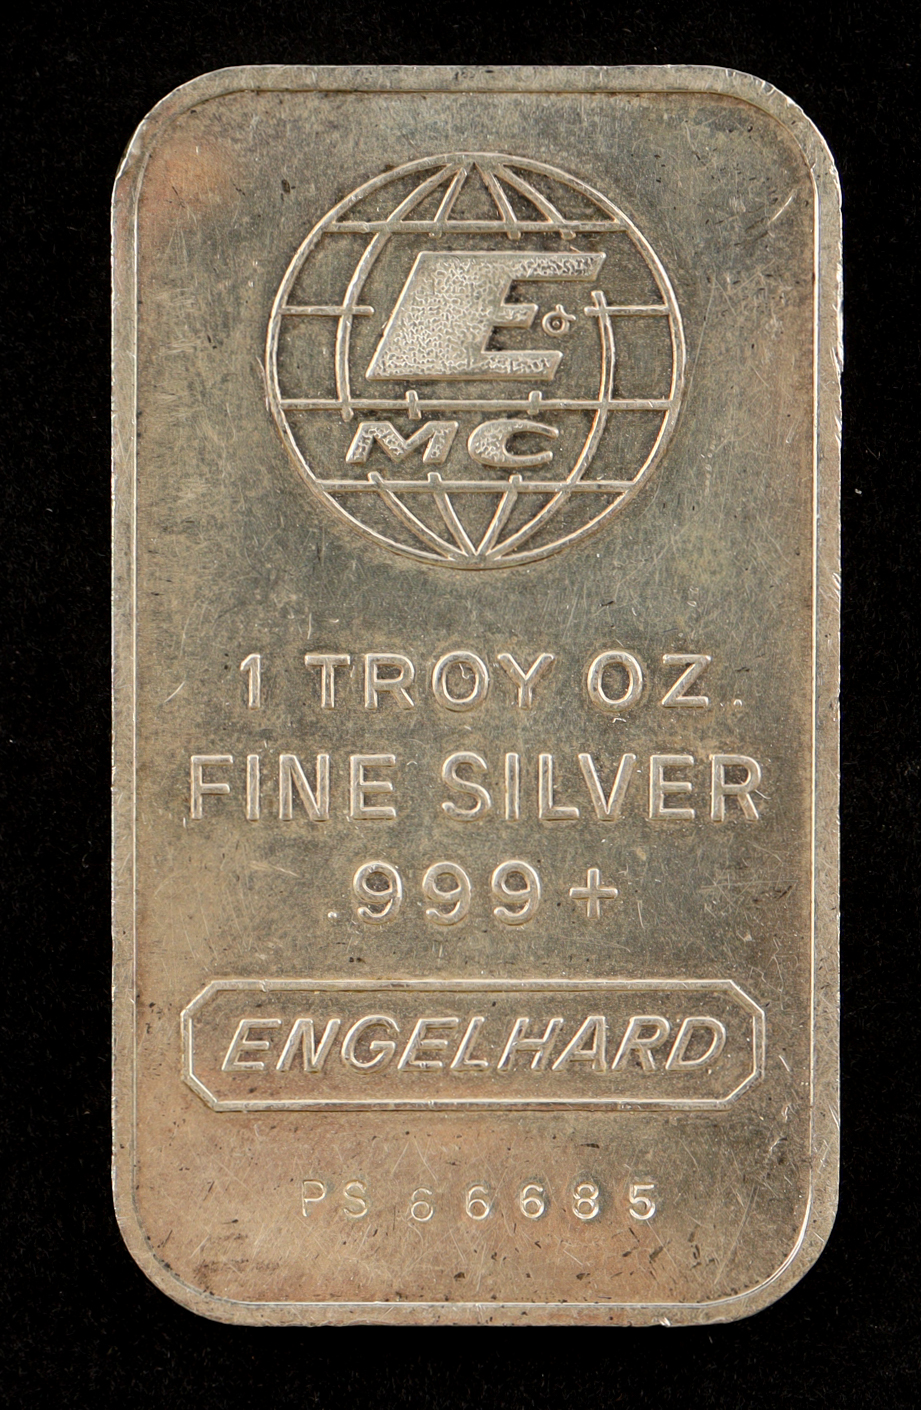 E&
MC
1 TROY OZ.
FINE SILVER
.999+
ENGELHARD
PS 66685